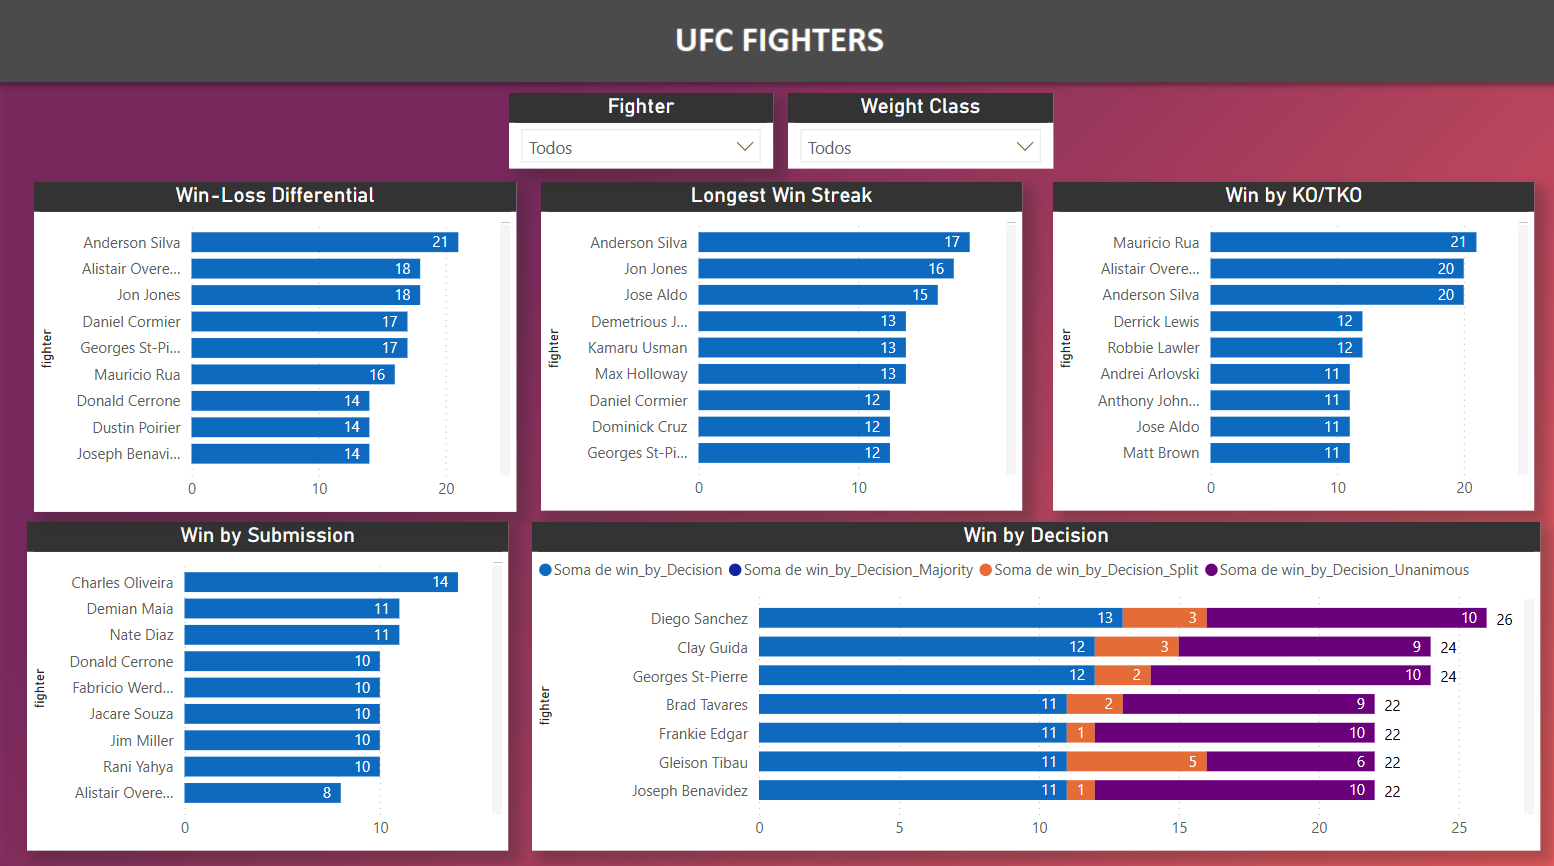 UFC FIGHTERS
Fighter
Todos
Weight Class
Todos
Win-Loss Differential
fighter
Anderson Silva 21
Alistair Overe... 18
Jon Jones 18
Daniel Cormier 17
Georges St-Pi... 17
Mauricio Rua 16
Donald Cerrone 14
Dustin Poirier 14
Joseph Benavi... 14
0 10 20
Longest Win Streak
fighter
Anderson Silva 17
Jon Jones 16
Jose Aldo 15
Demetrious J... 13
Kamaru Usman 13
Max Holloway 13
Daniel Cormier 12
Dominick Cruz 12
Georges St-Pi... 12
0 10
Win by KO/TKO
fighter
Mauricio Rua 21
Alistair Overe... 20
Anderson Silva 20
Derrick Lewis 12
Robbie Lawler 12
Andrei Arlovski 11
Anthony John... 11
Jose Aldo 11
Matt Brown 11
0 10 20
Win by Submission
fighter
Charles Oliveira 14
Demian Maia 11
Nate Diaz 11
Donald Cerrone 10
Fabricio Werd... 10
Jacare Souza 10
Jim Miller 10
Rani Yahya 10
Alistair Overe... 8
0 10
Win by Decision
Soma de win_by_Decision Soma de win_by_Decision_Majority Soma de win_by_Decision_Split Soma de win_by_Decision_Unanimous
fighter
Diego Sanchez 13 3 10 26
Clay Guida 12 3 9 24
Georges St-Pierre 12 2 10 24
Brad Tavares 11 2 9 22
Frankie Edgar 11 1 10 22
Gleison Tibau 11 5 6 22
Joseph Benavidez 11 1 10 22
0 5 10 15 20 25